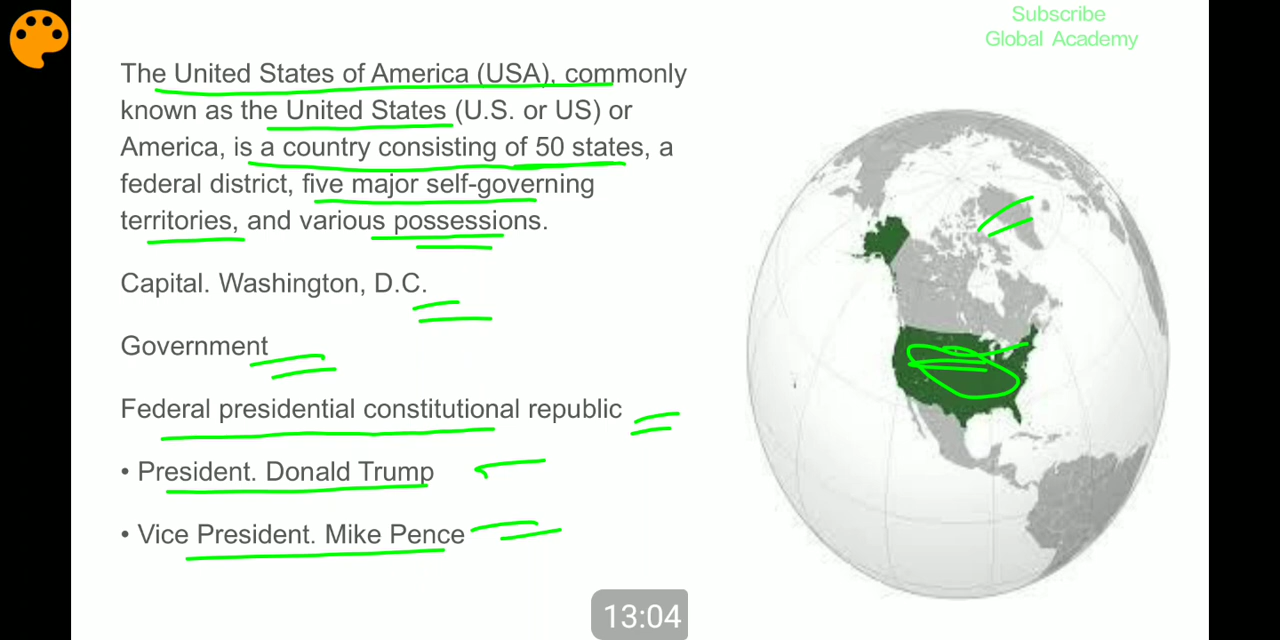 Subscribe
Global Academy
The United States of America (USA), commonly
known as the United States (U.S. or US) or
America, is a country consisting of 50 states, a
federal district, five major self-governing
territories, and various possessions.
Capital. Washington, D.C.
Government
Federal presidential constitutional republic
• President. Donald Trump
• Vice President. Mike Pence
13:04